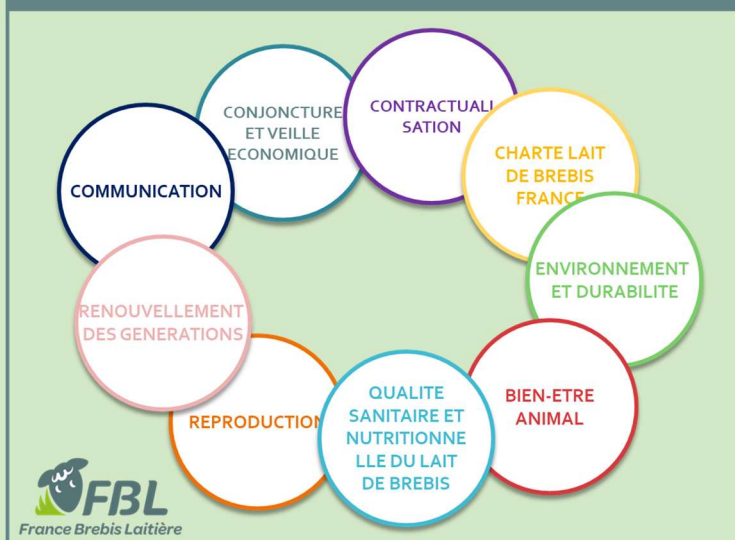 COMMUNICATION
CONJONCTURE
ET VEILLE
ECONOMIQUE
CONTRACTUALI
SATION
CHARTE LAIT
DE BREBIS
FRANCE
ENVIRONNEMENT
ET DURABILITE
BIEN-ETRE
ANIMAL
QUALITE
SANITAIRE ET
NUTRITIONNE
LLE DU LAIT
DE BREBIS
REPRODUCTION
RENOUVELLEMENT
DES GENERATIONS
FBL
France Brebis Laitière